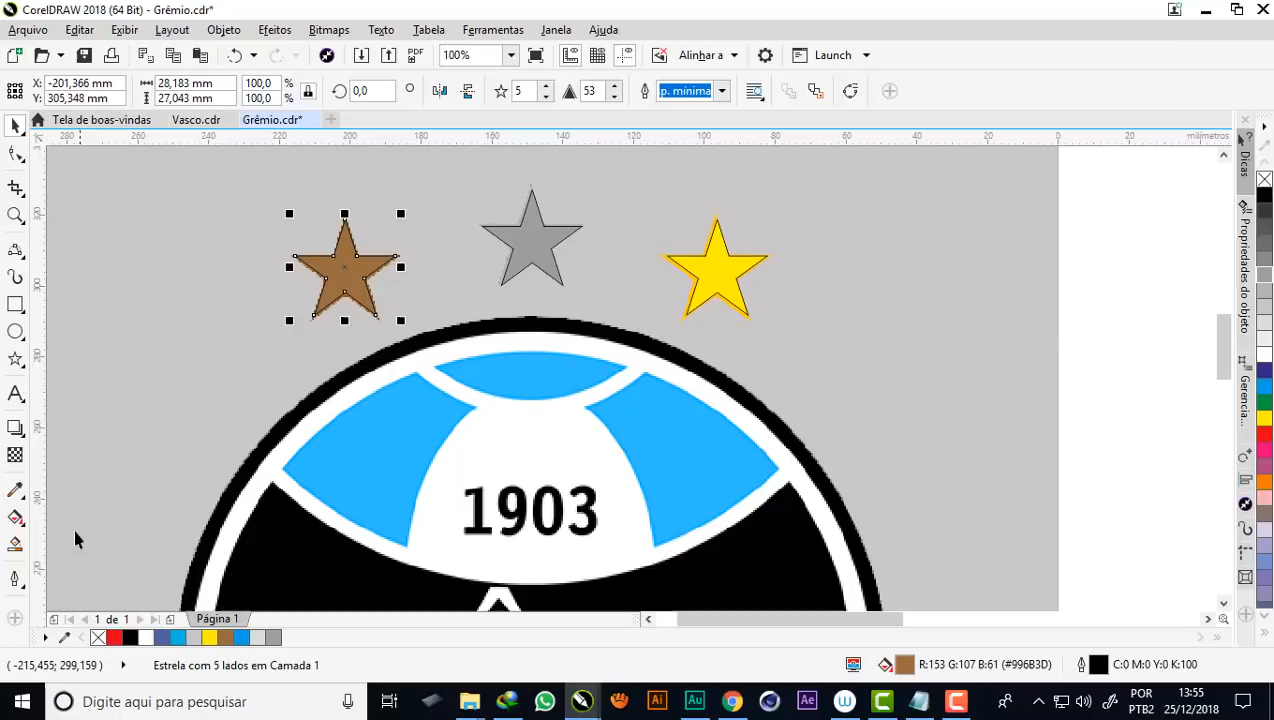 CorelDRAW 2018 (64 Bit) - Grêmio.cdr*
Arquivo Editar Exibir Layout Objeto Efeitos Bitmaps Texto Tabela Ferramentas Janela Ajuda
PDF 100% Alinhar a Launch
X: -201,366 mm 28,183 mm 100,0 %
Y: 305,348 mm 27,043 mm 100,0 %
0,0 ° 5 53 p. mínima
Tela de boas-vindas Vasco.cdr Grêmio.cdr*
280 260 240 220 200 180 160 140 120 100 80 60 40 20 0 20 milímetros
Dicas
Propriedades do objeto
Gerencia...
1903
1 de 1 Página 1
( -215,455; 299,159 ) Estrela com 5 lados em Camada 1 R:153 G:107 B:61 (#996B3D) C:0 M:0 Y:0 K:100
Digite aqui para pesquisar
Ai Au Ae W
POR 13:55
PTB2 25/12/2018